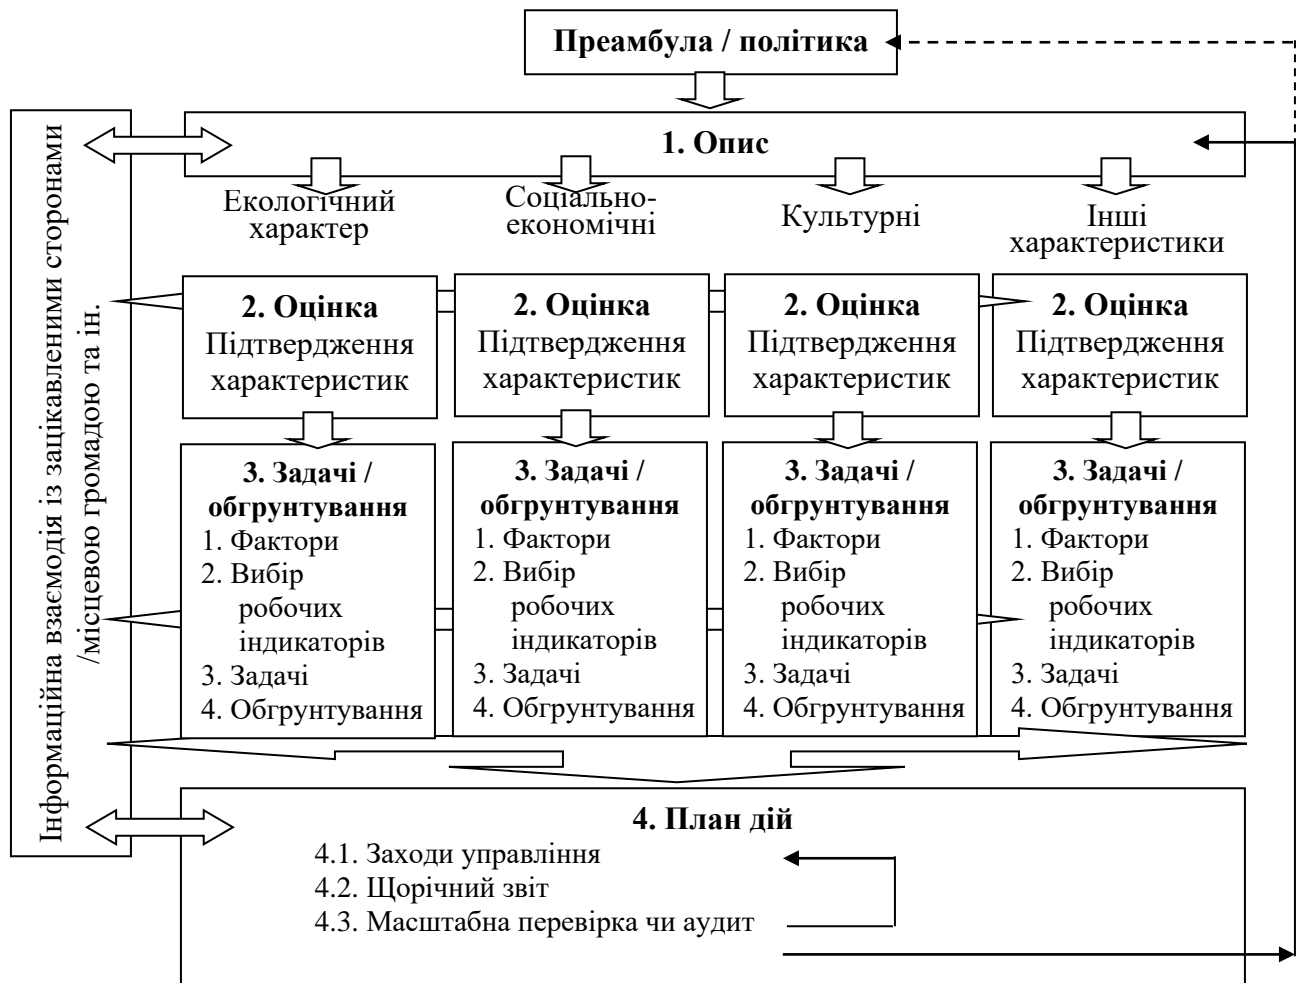 Преамбула / політика
Інформаційна взаємодія із зацікавленими сторонами
/місцевою громадою та ін.
1. Опис
Екологічний
характер
Соціально-
економічні
Культурні
Інші
характеристики
2. Оцінка
Підтвердження
характеристик
2. Оцінка
Підтвердження
характеристик
2. Оцінка
Підтвердження
характеристик
2. Оцінка
Підтвердження
характеристик
3. Задачі /
обгрунтування
1. Фактори
2. Вибір
робочих
індикаторів
3. Задачі
4. Обгрунтування
3. Задачі /
обгрунтування
1. Фактори
2. Вибір
робочих
індикаторів
3. Задачі
4. Обгрунтування
3. Задачі /
обгрунтування
1. Фактори
2. Вибір
робочих
індикаторів
3. Задачі
4. Обгрунтування
3. Задачі /
обгрунтування
1. Фактори
2. Вибір
робочих
індикаторів
3. Задачі
4. Обгрунтування
4. План дій
4.1. Заходи управління
4.2. Щорічний звіт
4.3. Масштабна перевірка чи аудит